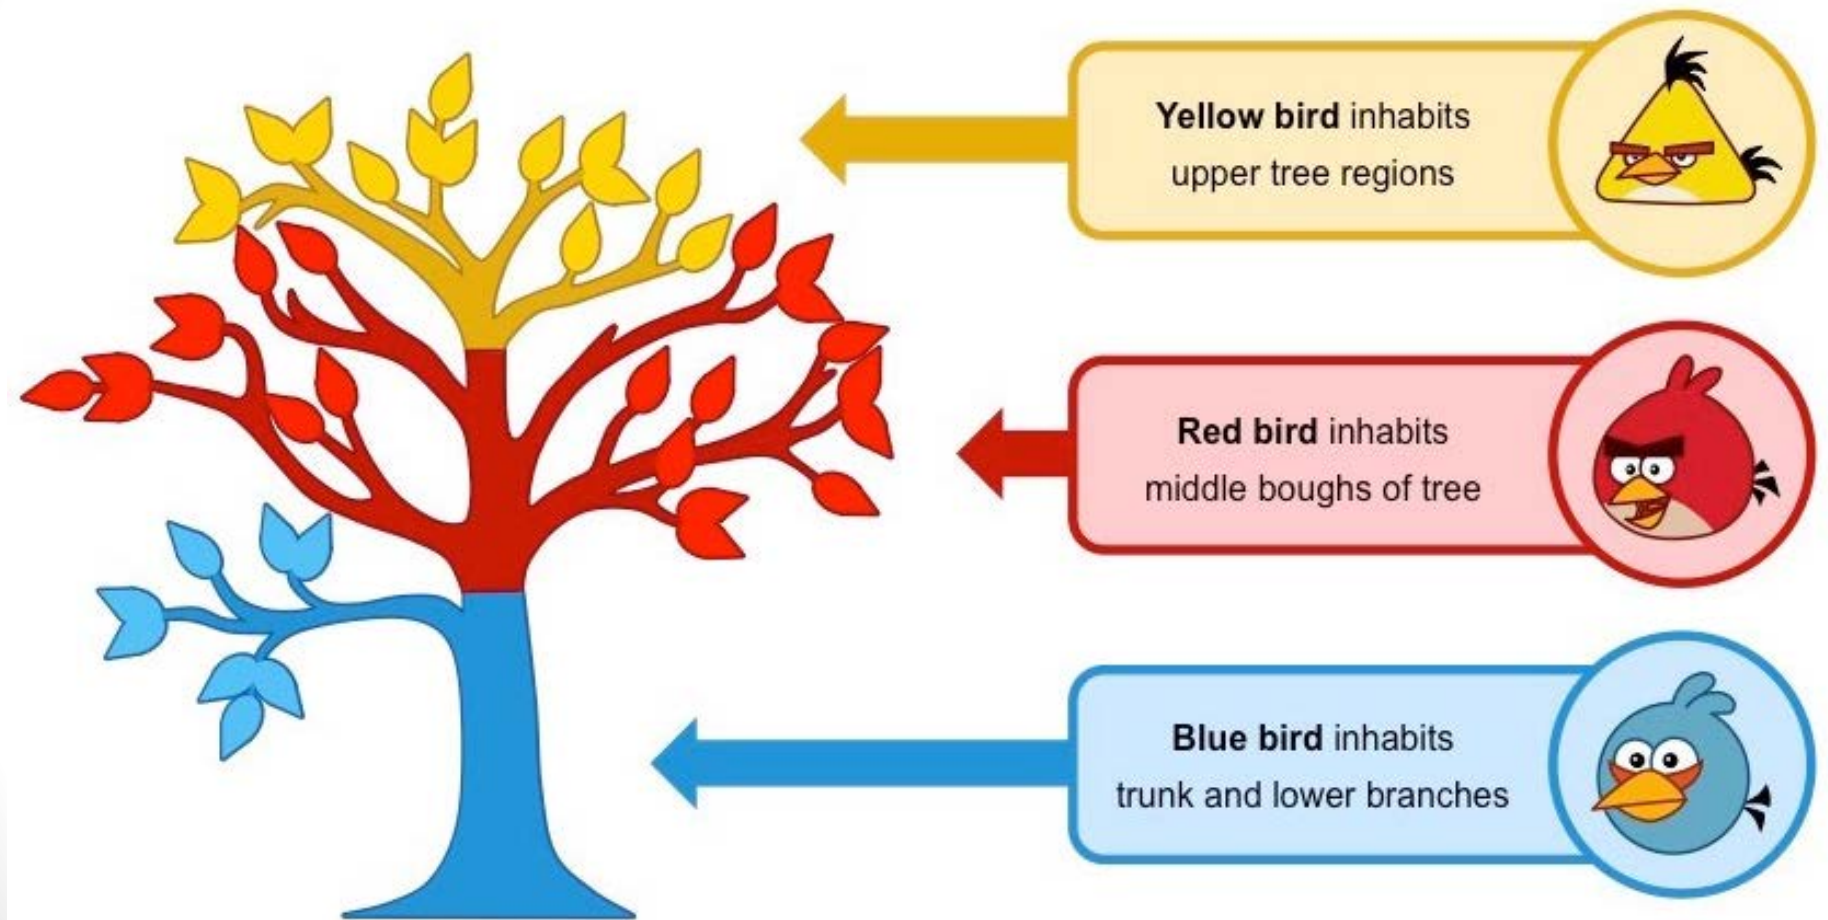 Yellow bird inhabits
upper tree regions
Red bird inhabits
middle boughs of tree
Blue bird inhabits
trunk and lower branches